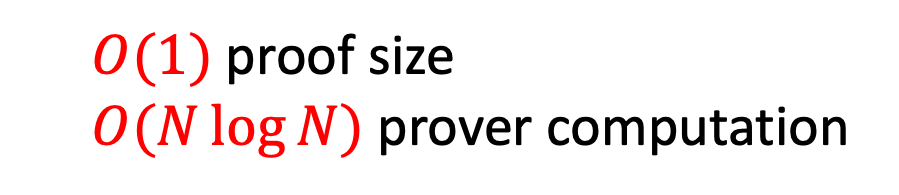 O(1) proof size
O(N log N) prover computation